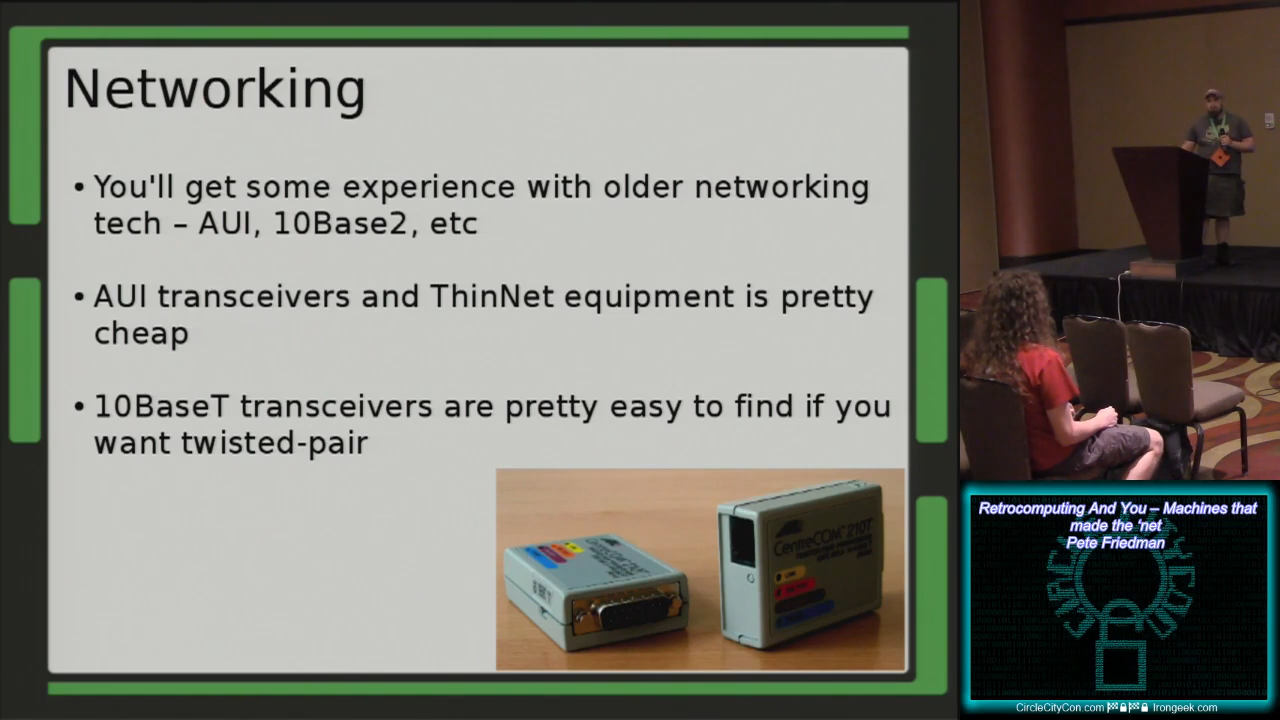 Networking
• You'll get some experience with older networking
tech – AUI, 10Base2, etc
• AUI transceivers and ThinNet equipment is pretty
cheap
• 10BaseT transceivers are pretty easy to find if you
want twisted-pair
CentreCOM 210T
Retrocomputing And You – Machines that
made the 'net
Pete Friedman
CircleCityCon.com
Irongeek.com